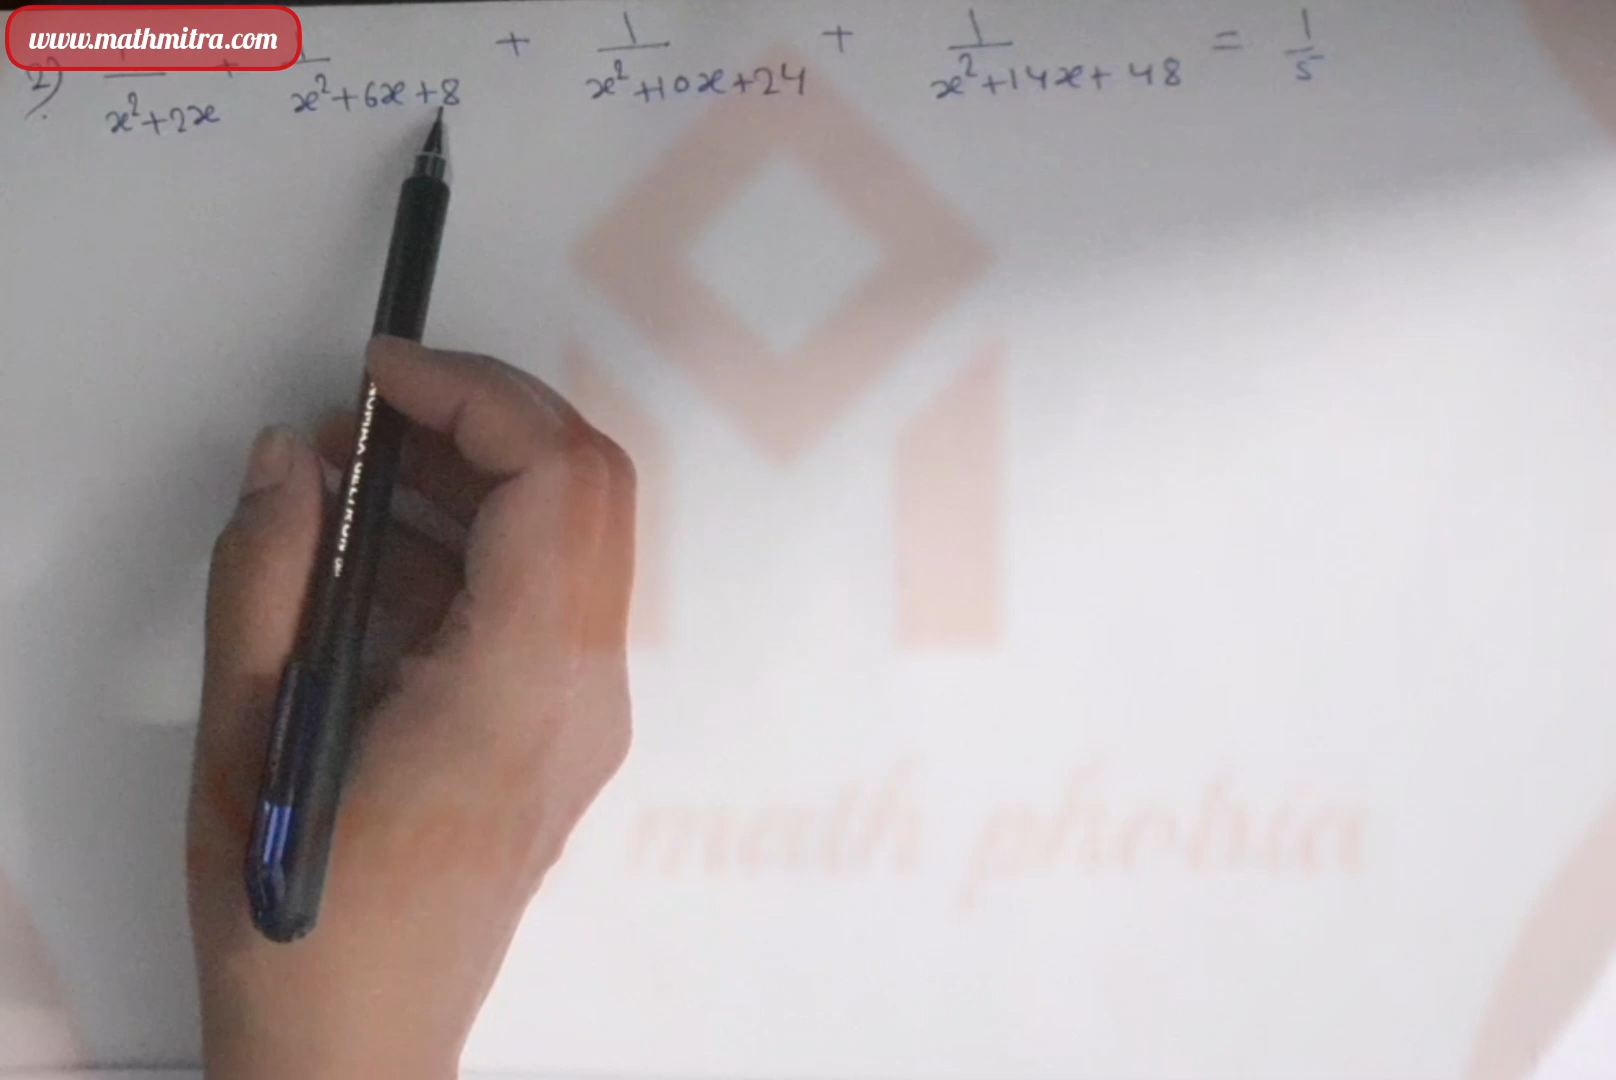 www.mathmitra.com
2) 1/(x²+2x) + 1/(x²+6x+8) + 1/(x²+10x+24) + 1/(x²+14x+48) = 1/5
math phobia